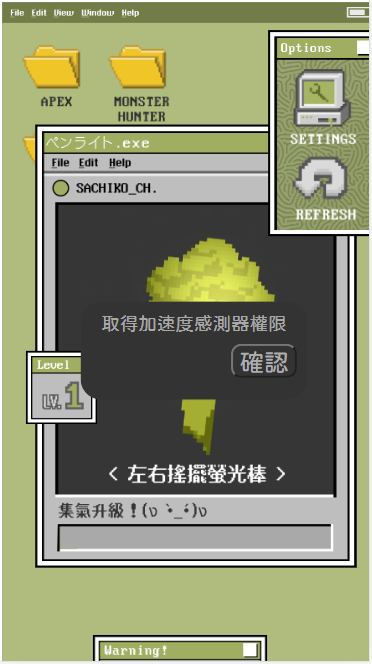 File Edit View Window Help
Options
APEX
MONSTER
HUNTER
SETTINGS
REFRESH
ペンライト.exe
File Edit Help
SACHIKO_CH.
取得加速度感測器權限
確認
Level
LV.1
< 左右搖擺螢光棒 >
集氣升級！(ง •̀_•́)ง
Warning!